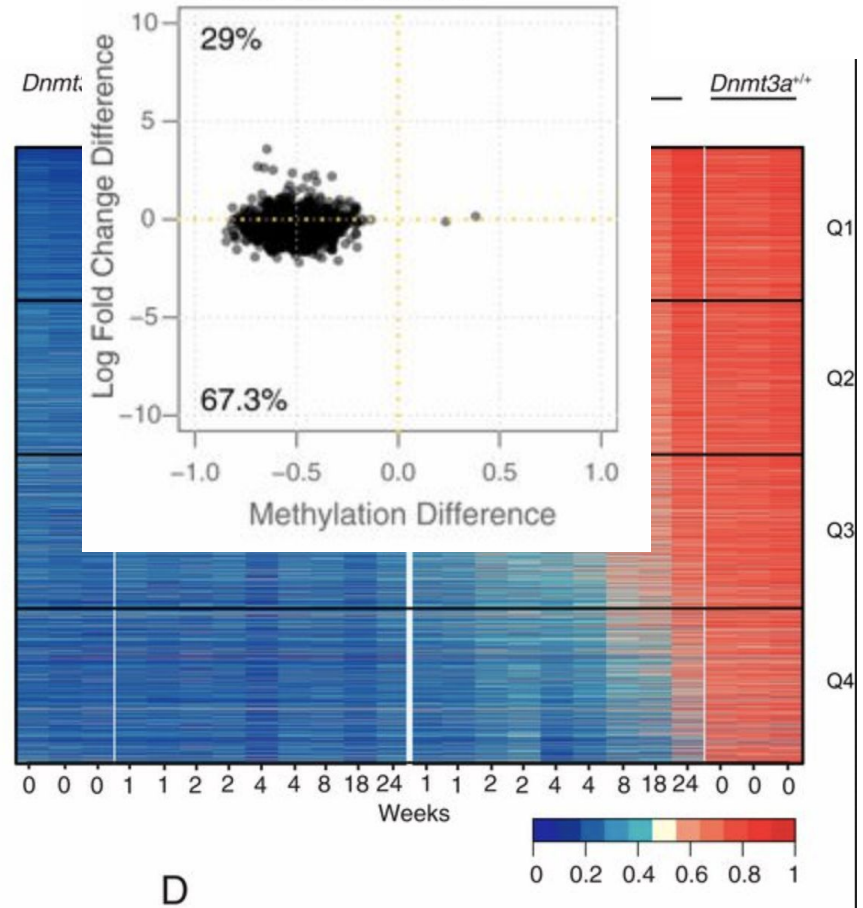 10
29%
Dnmt3
Dnmt3a+/+
5
0
−5
−10
67.3%
Log Fold Change Difference
−1.0 −0.5 0.0 0.5 1.0
Methylation Difference
Q1
Q2
Q3
Q4
0 0 0 1 1 2 2 4 4 8 18 24 1 1 2 2 4 4 8 18 24 0 0 0
Weeks
0 0.2 0.4 0.6 0.8 1
D